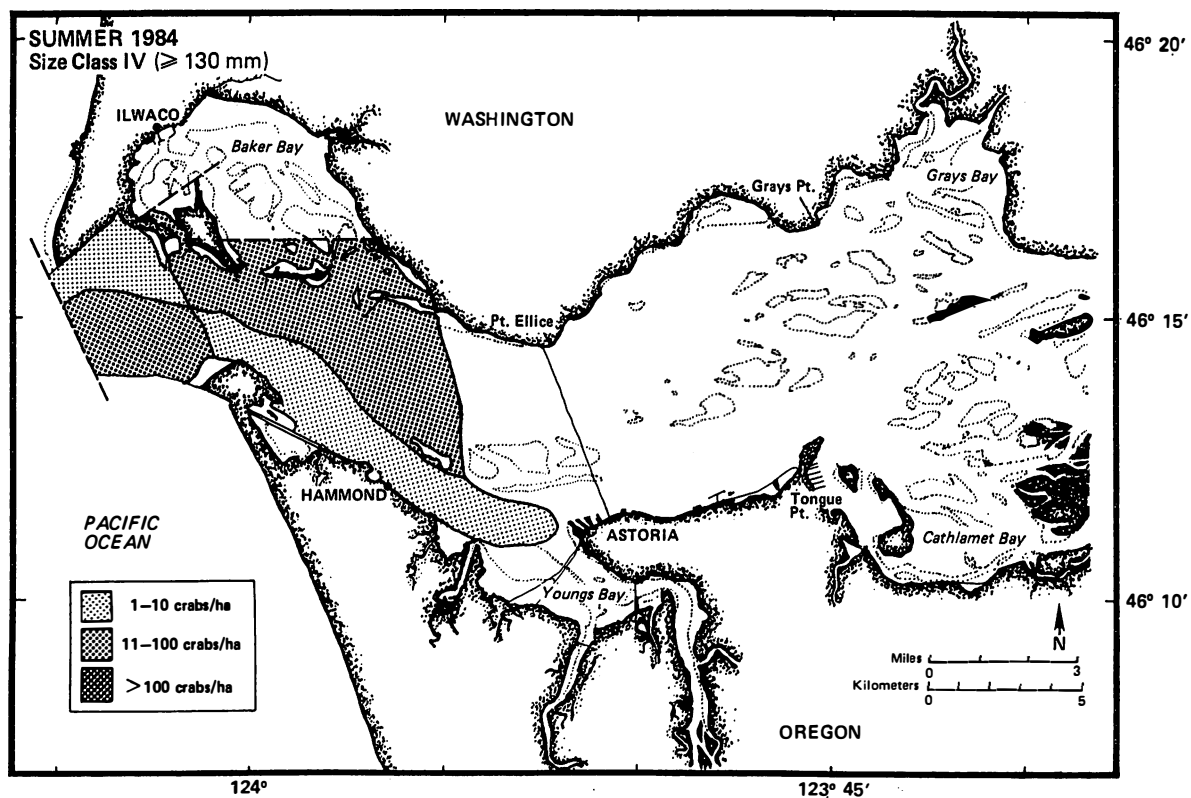 SUMMER 1984
Size Class IV (⩾ 130 mm)
46° 20'
ILWACO
WASHINGTON
Baker Bay
Grays Pt.
Grays Bay
Pt. Ellice
46° 15'
HAMMOND
Tongue
Pt.
PACIFIC
OCEAN
ASTORIA
Cathlamet Bay
Youngs Bay
46° 10'
1–10 crabs/ha
11–100 crabs/ha
>100 crabs/ha
N
Miles
0 3
Kilometers
0 5
OREGON
124° 123° 45'